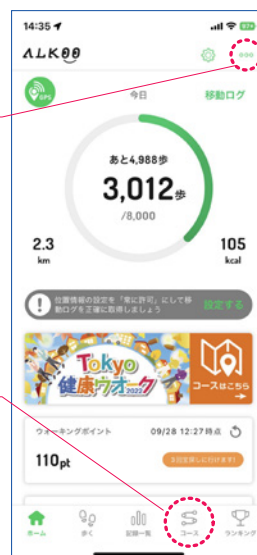 14:35
97+
ALKOO
GPS
今日
移動ログ
あと4,988歩
3,012歩
/8,000
2.3
km
105
kcal
位置情報の設定を「常に許可」にして移
動ログを正確に取得しましょう
設定する
Tokyo
健康ウオーク2022
コースはこちら
ウォーキングポイント
09/28 12:27時点
110pt
ホーム
歩く
記録一覧
コース
ランキング